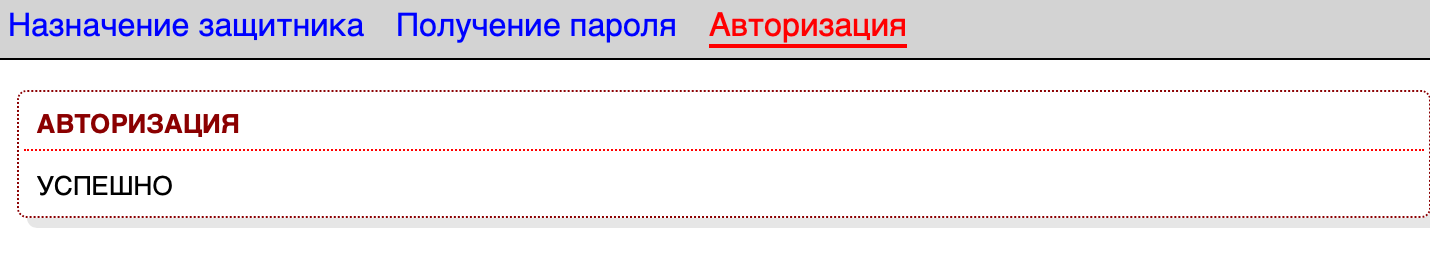 Назначение защитника Получение пароля Авторизация
АВТОРИЗАЦИЯ
УСПЕШНО